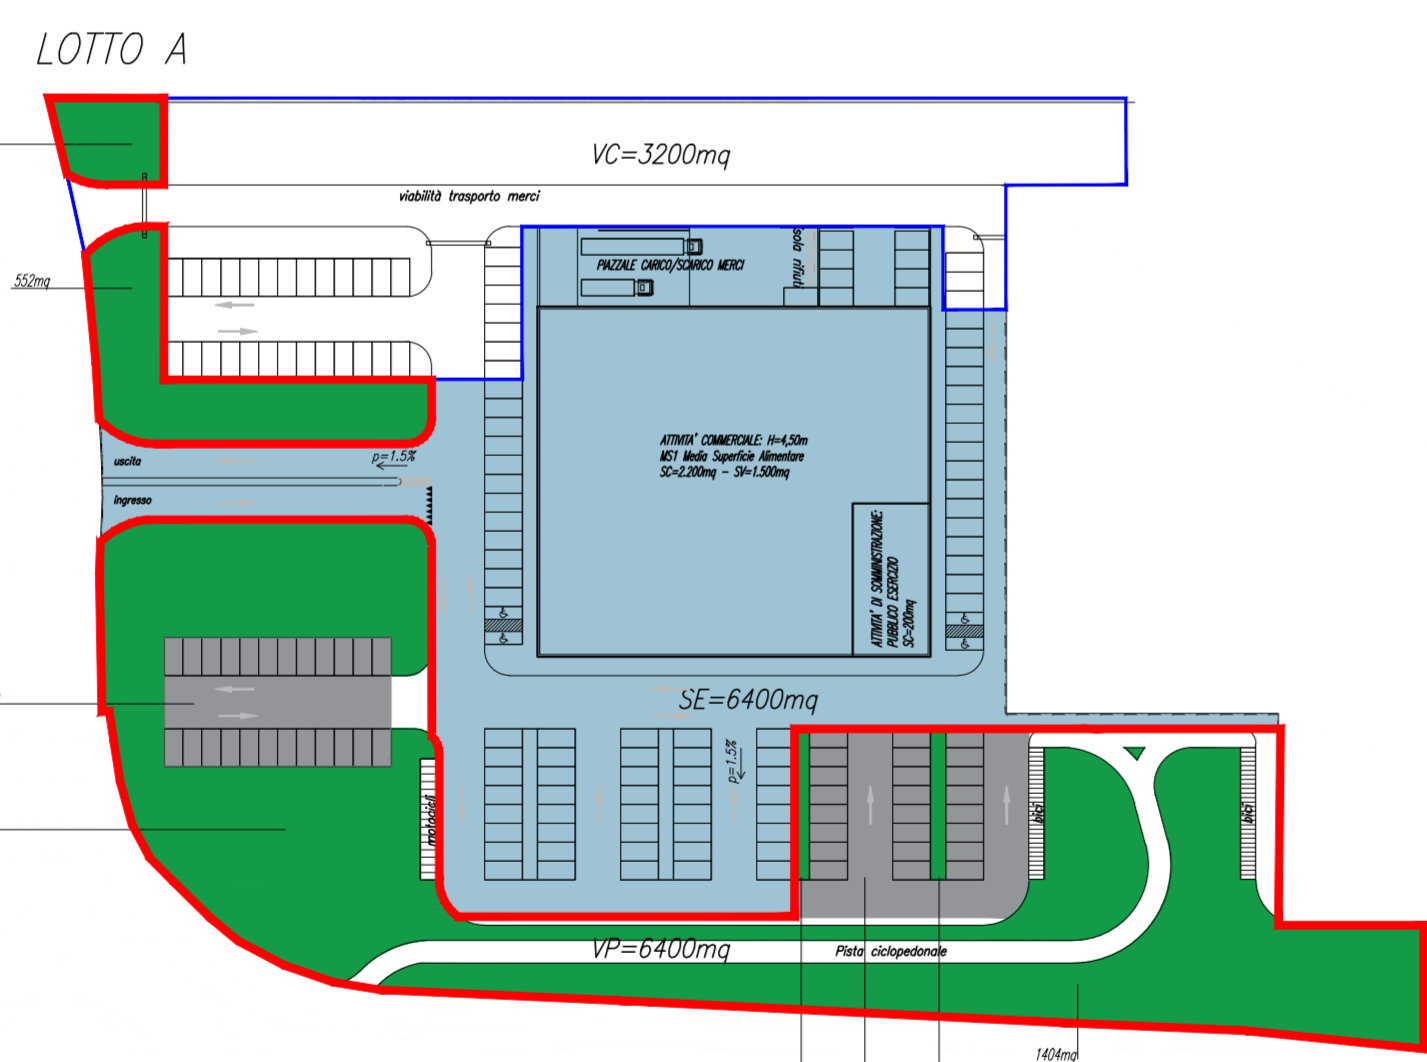 LOTTO A
VC=3200mq
viabilità trasporto merci
PIAZZALE CARICO/SCARICO MERCI
isola rifiuti
552mq
ATTIVITA' COMMERCIALE: H=4,50m
MS1 Media Superficie Alimentare
SC=2.200mq - SV=1.500mq
uscita
p=1.5%
ingresso
ATTIVITA' DI SOMMINISTRAZIONE:
PUBBLICO ESERCIZIO
SC=200mq
SE=6400mq
p=1.5%
motocicli
bici
bici
VP=6400mq
Pista ciclopedonale
1404mq